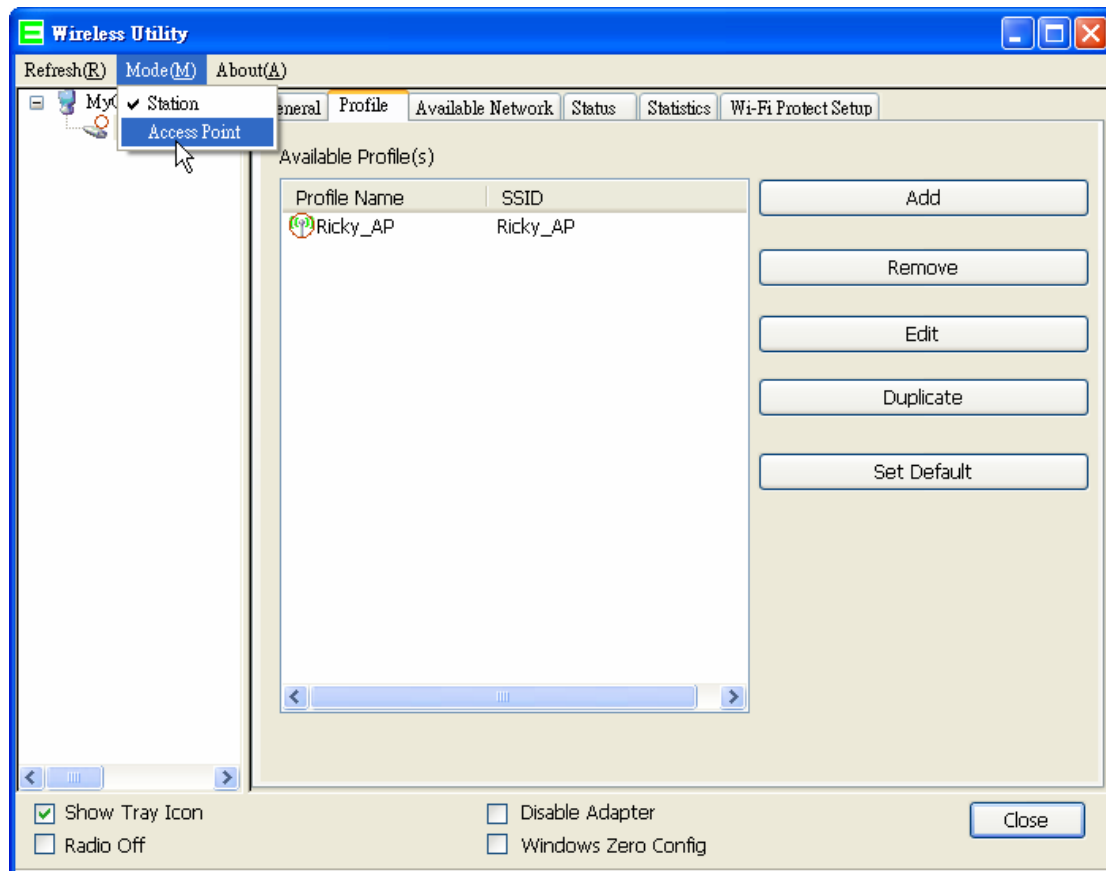 Wireless Utility
Refresh(R) Mode(M) About(A)
Station
Access Point
Profile Available Network Status Statistics Wi-Fi Protect Setup
Available Profile(s)
Profile Name SSID
Ricky_AP Ricky_AP
Add
Remove
Edit
Duplicate
Set Default
Show Tray Icon
Radio Off
Disable Adapter
Windows Zero Config
Close